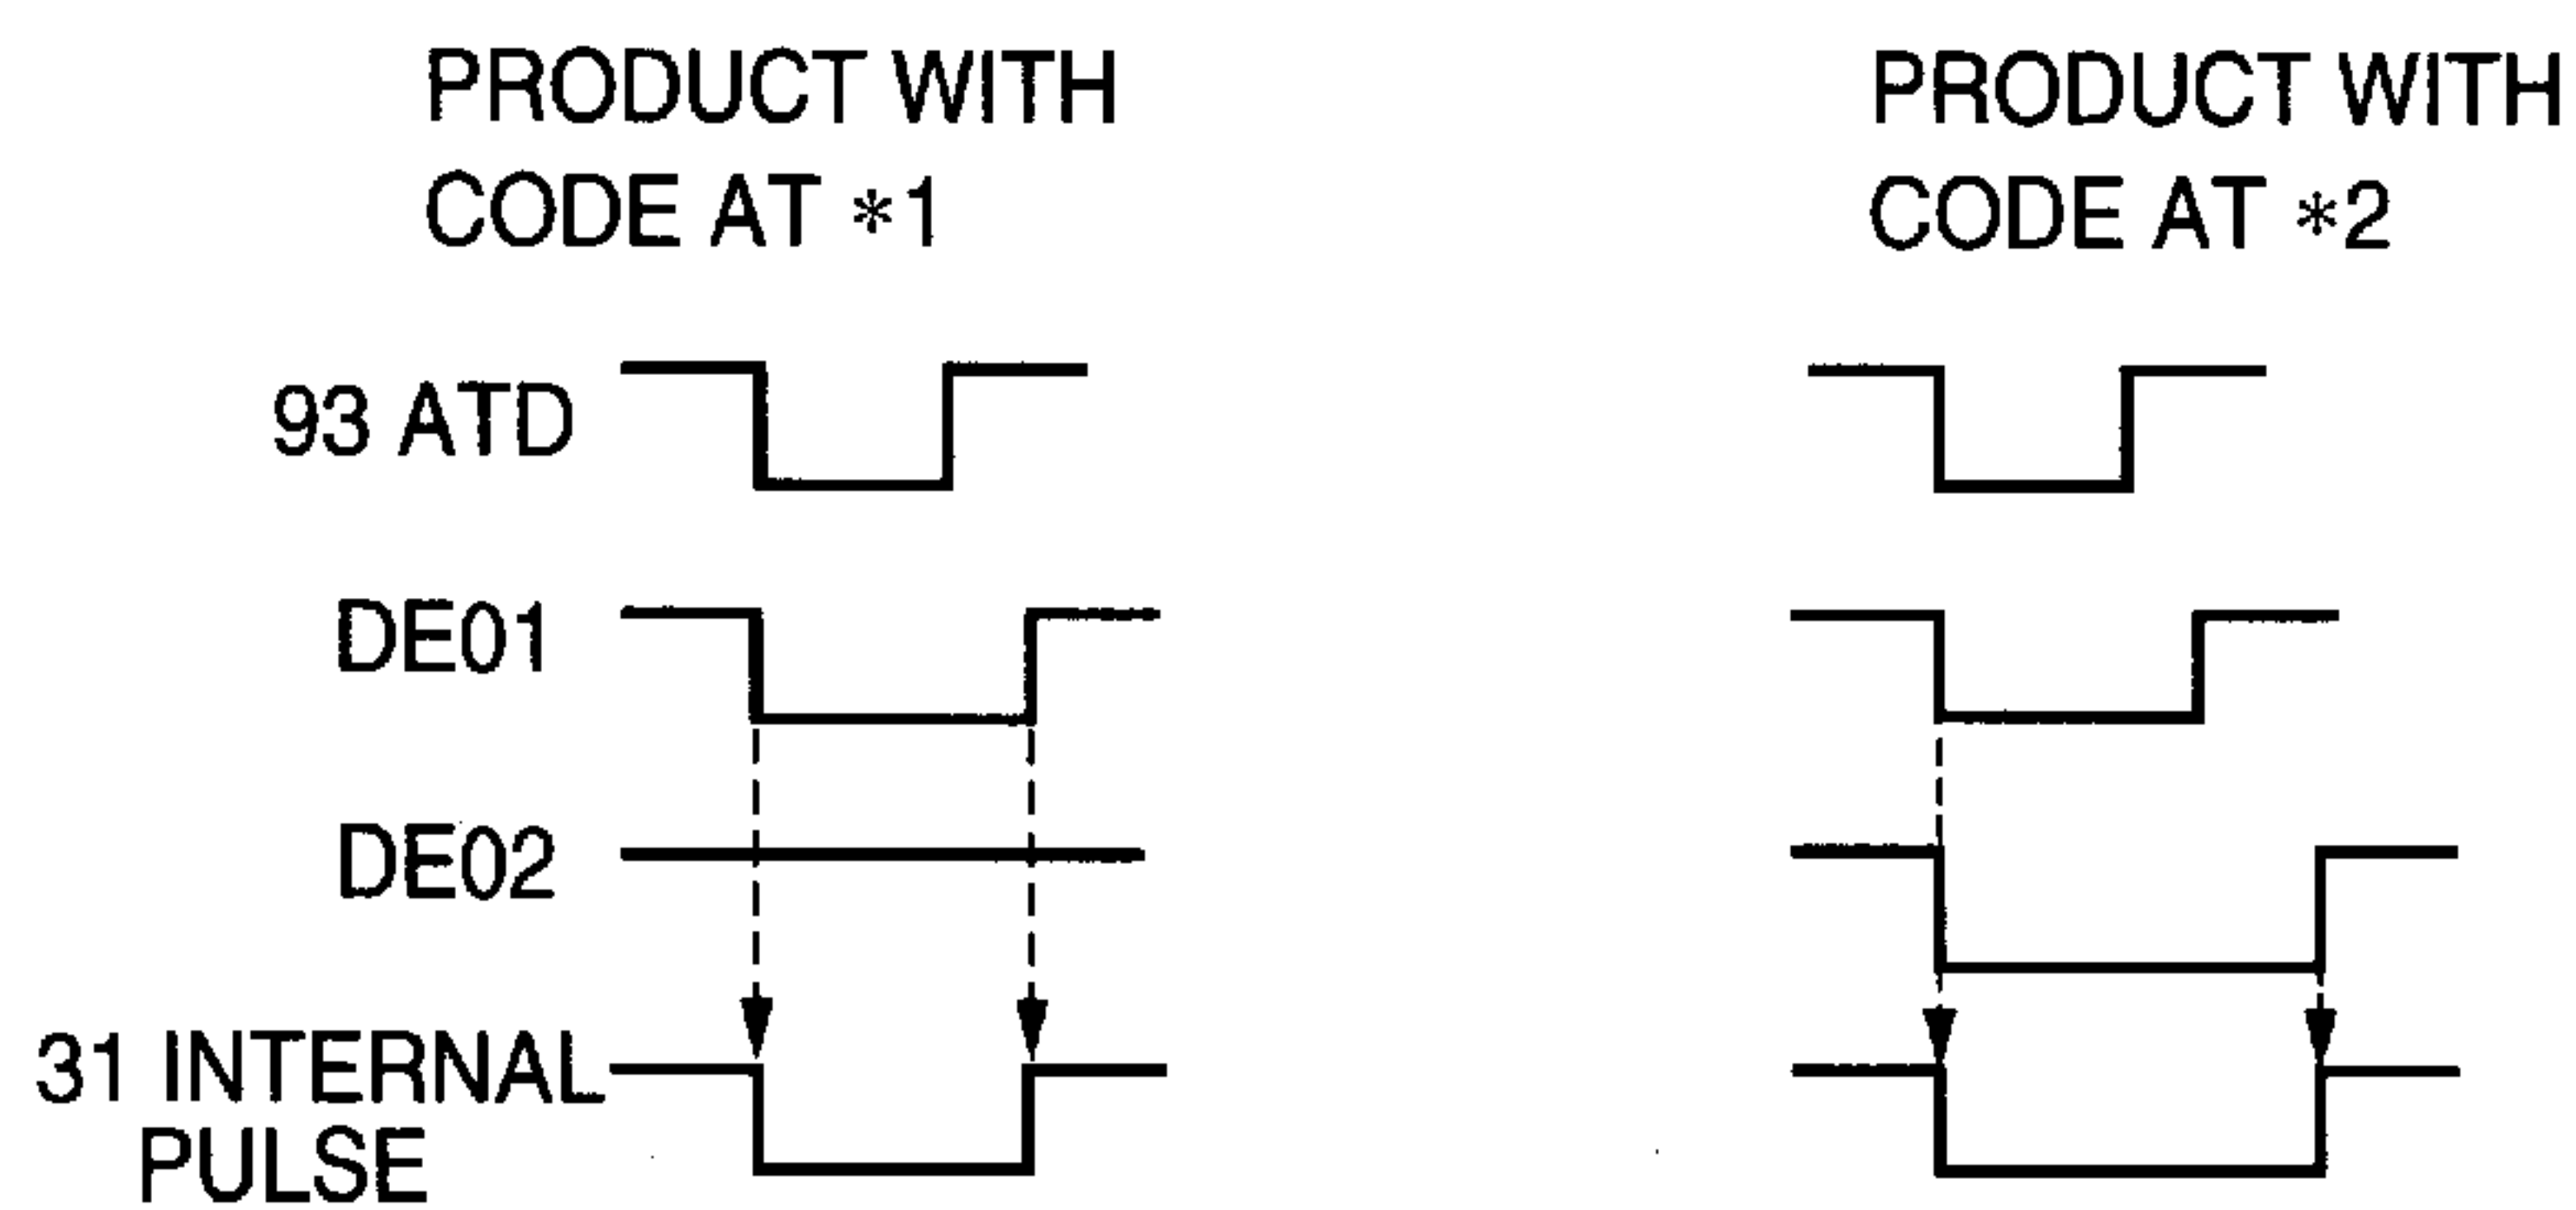 PRODUCT WITH
CODE AT *1
PRODUCT WITH
CODE AT *2
93 ATD
DE01
DE02
31 INTERNAL
PULSE